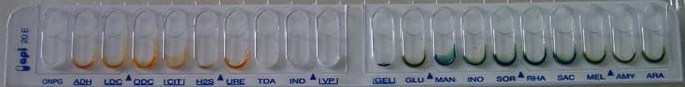 api 20 E
ONPG ADH LDC ODC |CIT| H2S URE TDA IND |VP| |GEL| GLU MAN INO SOR RHA SAC MEL AMY ARA